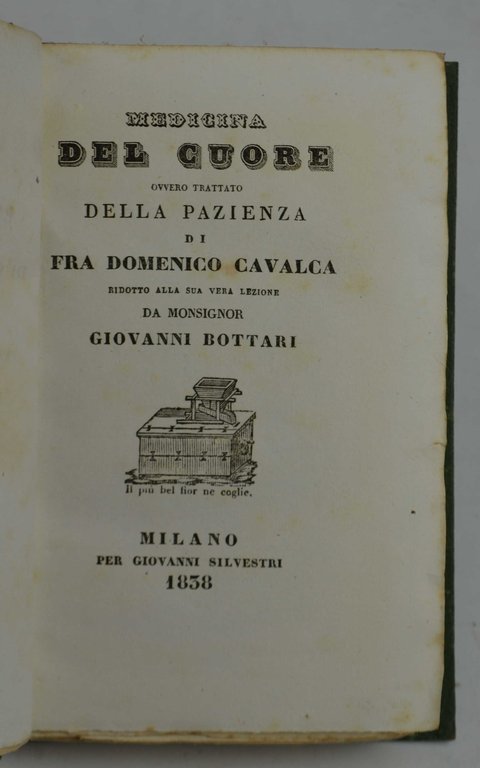 MEDICINA
DEL CUORE
OVVERO TRATTATO
DELLA PAZIENZA
DI
FRA DOMENICO CAVALCA
RIDOTTO ALLA SUA VERA LEZIONE
DA MONSIGNOR
GIOVANNI BOTTARI
Il più bel fior ne coglie.
MILANO
PER GIOVANNI SILVESTRI
1838